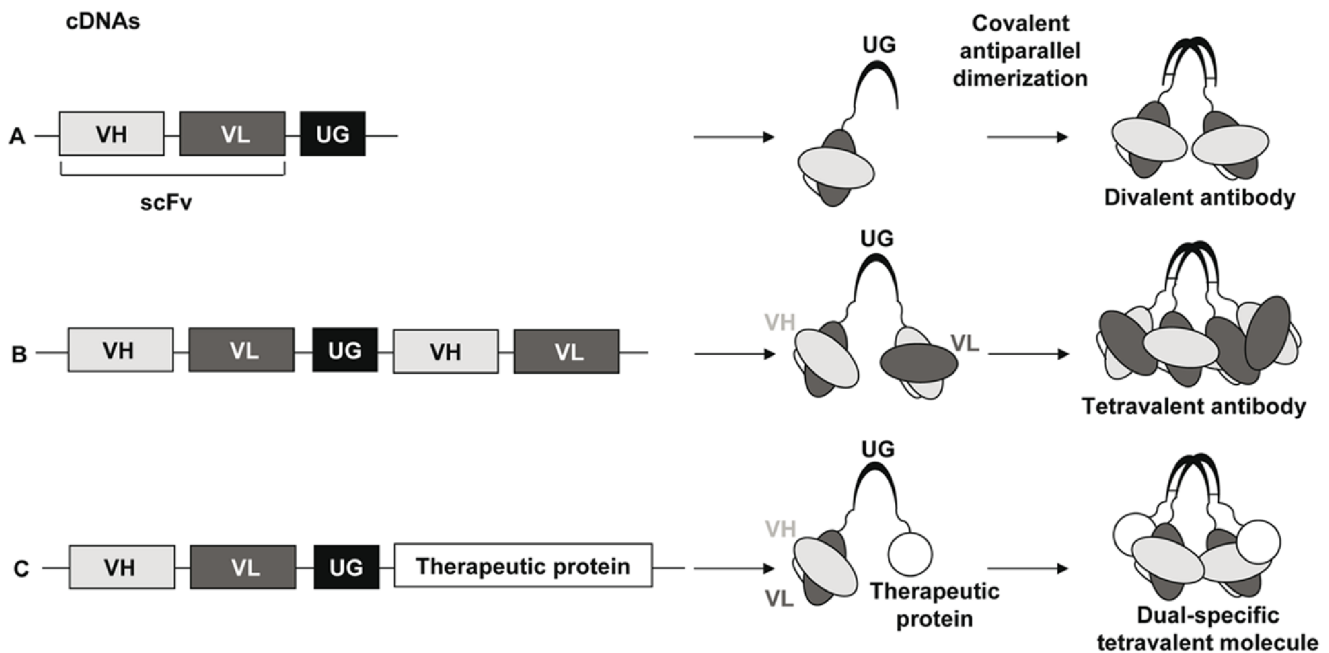 cDNAs
UG
Covalent
antiparallel
dimerization
A
VH
VL
UG
scFv
Divalent antibody
UG
B
VH
VL
UG
VH
VL
VH
VL
Tetravalent antibody
UG
C
VH
VL
UG
Therapeutic protein
VH
VL
Therapeutic
protein
Dual-specific
tetravalent molecule